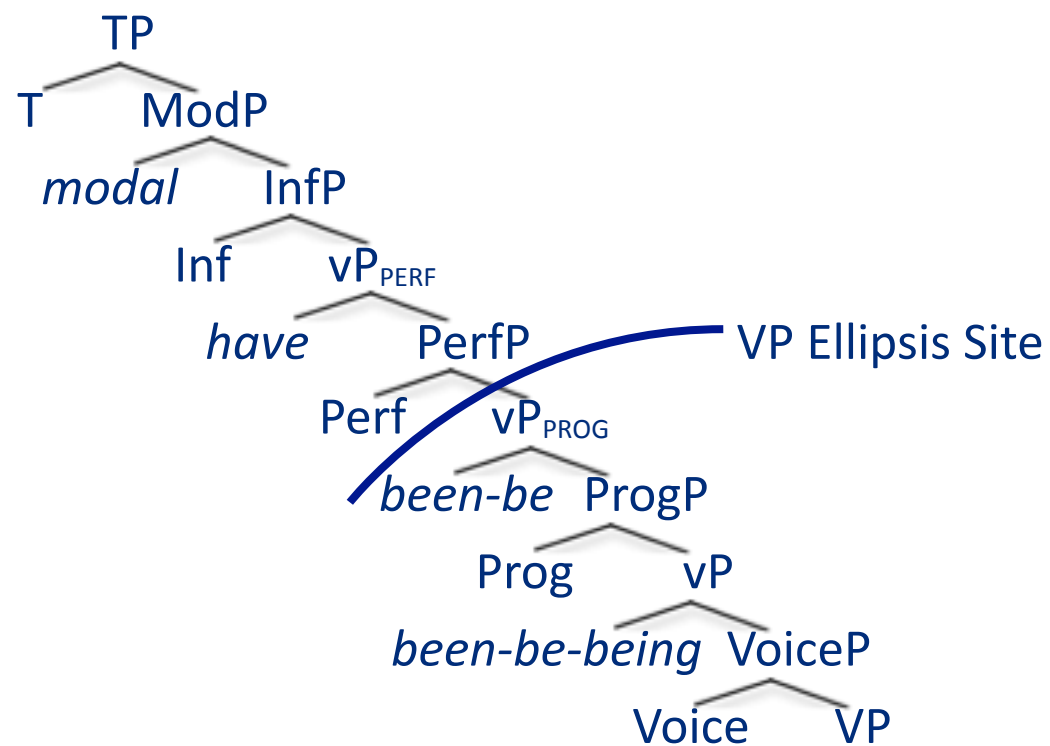 TP
T ModP
modal InfP
Inf vPPERF
have PerfP VP Ellipsis Site
Perf vPPROG
been-be ProgP
Prog vP
been-be-being VoiceP
Voice VP